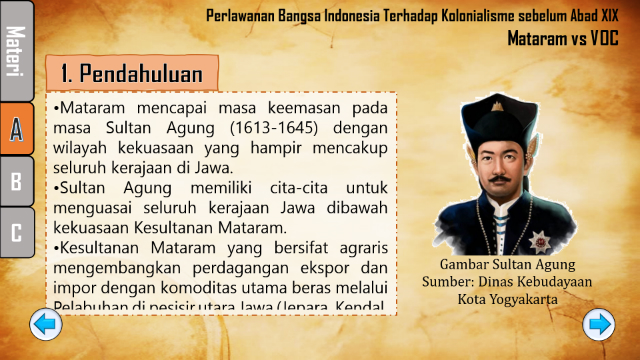 Perlawanan Bangsa Indonesia Terhadap Kolonialisme sebelum Abad XIX
Mataram vs VOC
Materi
A
B
C
1. Pendahuluan
•Mataram mencapai masa keemasan pada
masa Sultan Agung (1613-1645) dengan
wilayah kekuasaan yang hampir mencakup
seluruh kerajaan di Jawa.
•Sultan Agung memiliki cita-cita untuk
menguasai seluruh kerajaan Jawa dibawah
kekuasaan Kesultanan Mataram.
•Kesultanan Mataram yang bersifat agraris
mengembangkan perdagangan ekspor dan
impor dengan komoditas utama beras melalui
Pelabuhan di pesisir utara Jawa (Jepara, Kendal,
Gambar Sultan Agung
Sumber: Dinas Kebudayaan
Kota Yogyakarta